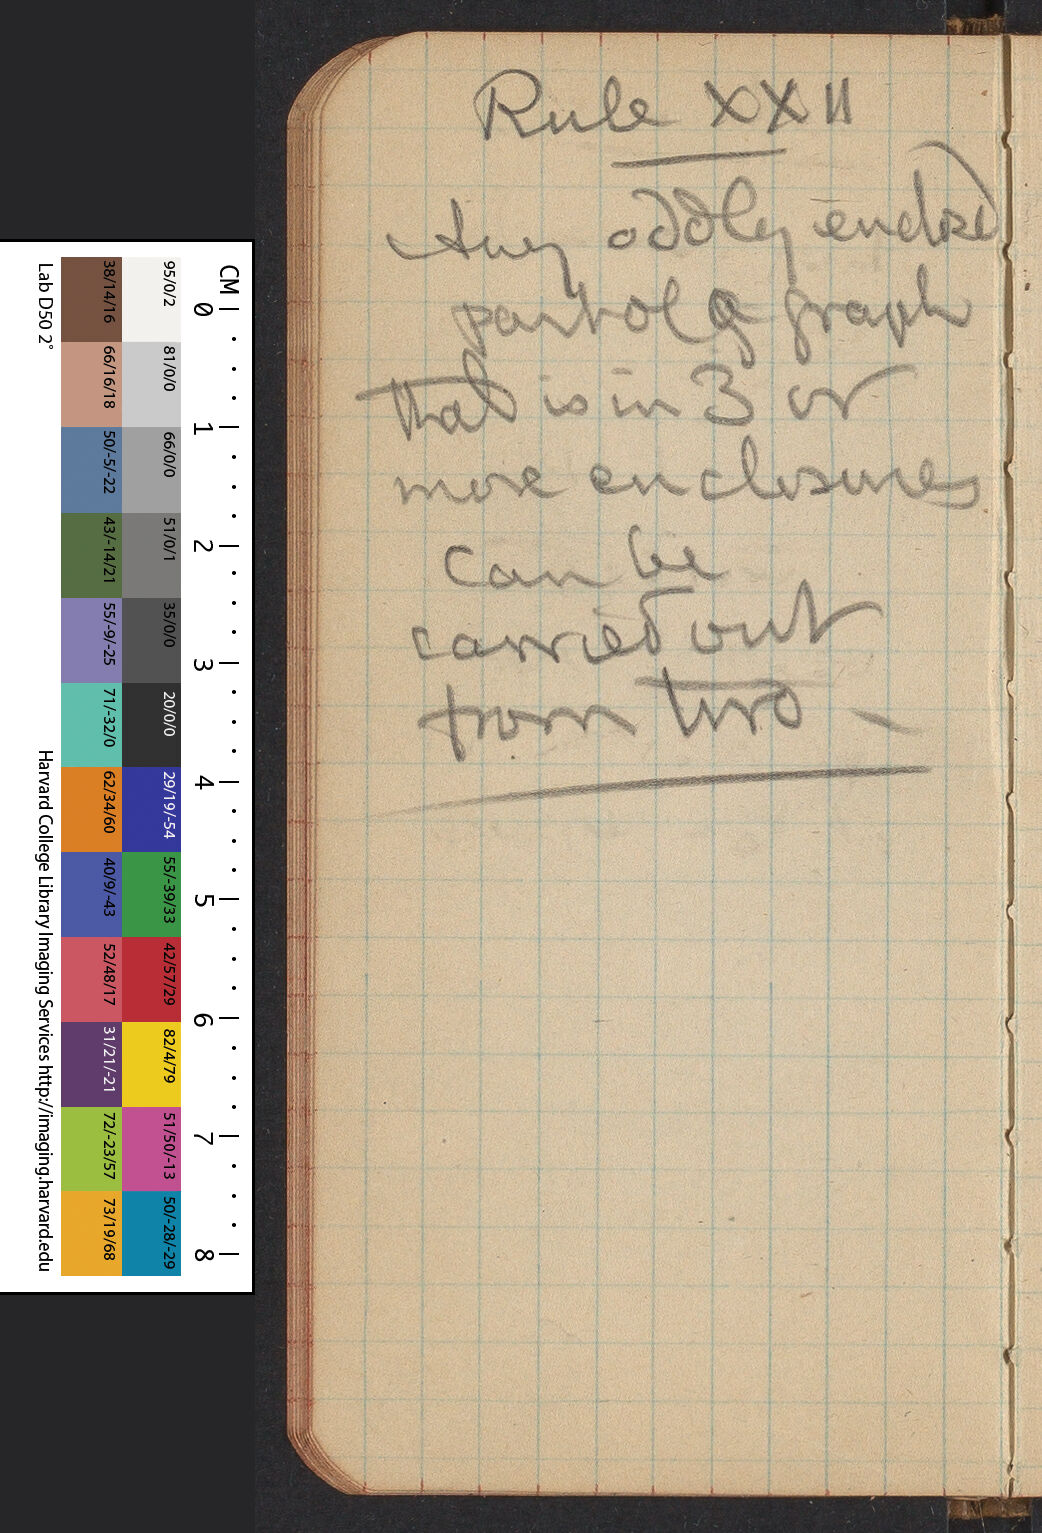 Rule XXII
Any oddly enclsd
part of a graph
that is in 3 or
more enclosures
can be
carried out
from two —
CM 0 1 2 3 4 5 6 7 8
95/0/2 81/0/0 66/0/0 51/0/1 35/0/0 20/0/0 29/19/-54 55/-39/33 42/57/29 82/4/79 51/50/-13 50/-28/-29
38/14/16 66/16/18 50/-5/-22 43/-14/21 55/-9/-25 71/-32/0 62/34/60 40/9/-43 52/48/17 31/21/-21 72/-23/57 73/19/68
Lab D50 2° Harvard College Library Imaging Services http://imaging.harvard.edu